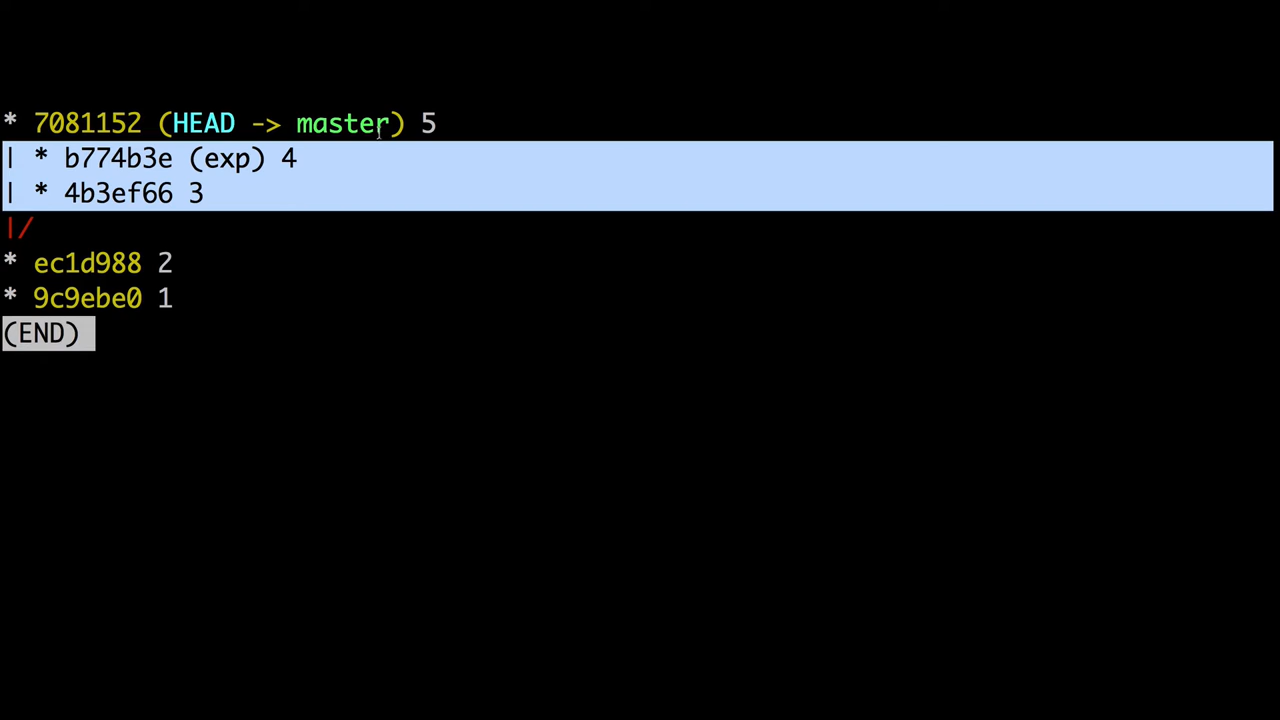 * 7081152 (HEAD -> master) 5
| * b774b3e (exp) 4
| * 4b3ef66 3
|/
* ec1d988 2
* 9c9ebe0 1
(END)